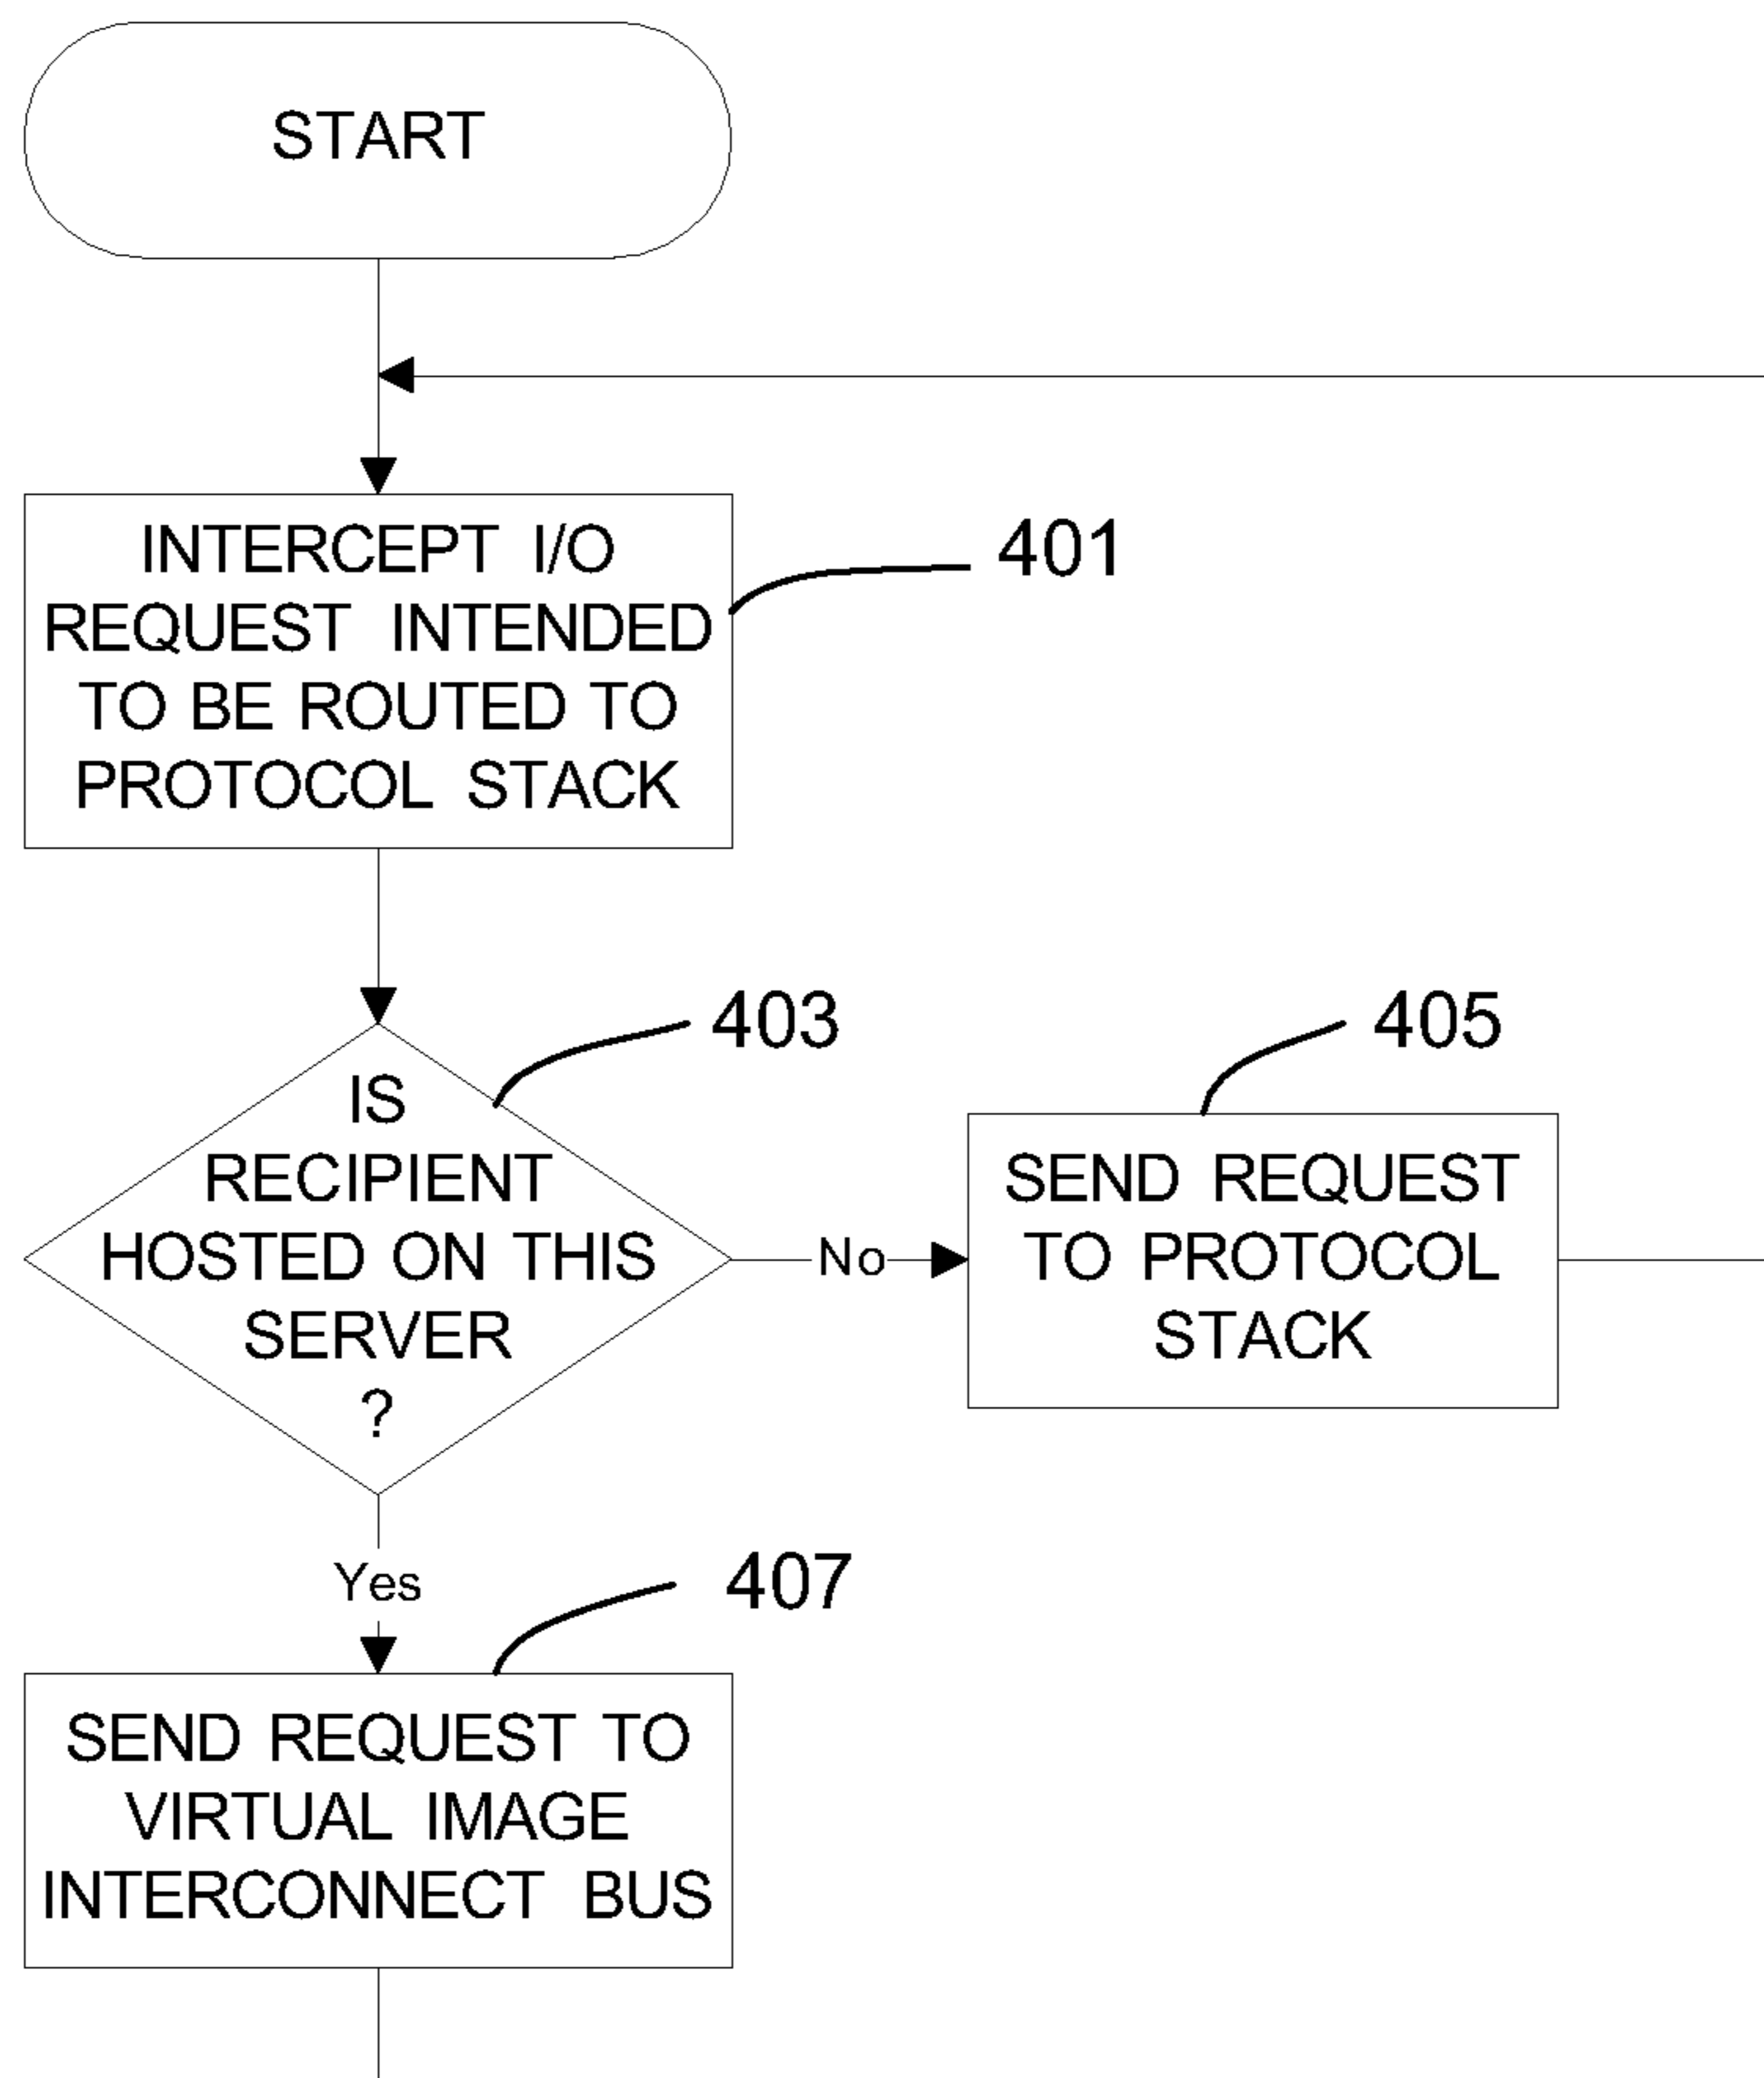 START
INTERCEPT I/O
REQUEST INTENDED
TO BE ROUTED TO
PROTOCOL STACK
401
403
IS
RECIPIENT
HOSTED ON THIS
SERVER
?
No
405
SEND REQUEST
TO PROTOCOL
STACK
Yes
407
SEND REQUEST TO
VIRTUAL IMAGE
INTERCONNECT BUS